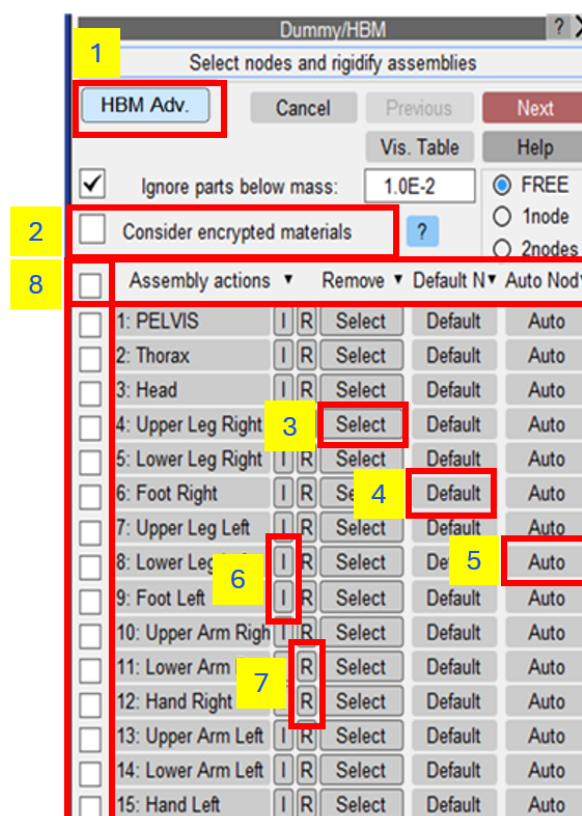 Dummy/HBM ? X
1 Select nodes and rigidify assemblies
HBM Adv. Cancel Previous Next
Vis. Table Help
Ignore parts below mass: 1.0E-2 FREE
1node
2 Consider encrypted materials ?
2nodes
8 Assembly actions ▼ Remove ▼ Default N▼ Auto Nod
1: PELVIS I R Select Default Auto
2: Thorax I R Select Default Auto
3: Head I R Select Default Auto
4: Upper Leg Right 3 Select Default Auto
5: Lower Leg Right I R Select Default Auto
6: Foot Right I R Se 4 Default Auto
7: Upper Leg Left I R Select Default Auto
8: Lower Leg I R Select De 5 Auto
6
9: Foot Left I R Select Default Auto
10: Upper Arm Righ I R Select Default Auto
11: Lower Arm R Select Default Auto
7
12: Hand Right R Select Default Auto
13: Upper Arm Left I R Select Default Auto
14: Lower Arm Left I R Select Default Auto
15: Hand Left I R Select Default Auto